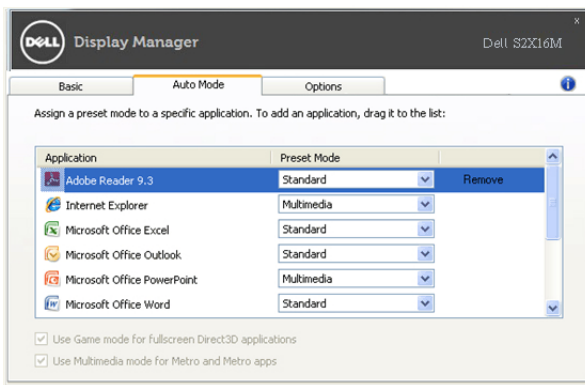 DELL Display Manager Dell S2X16M
x
Basic Auto Mode Options i
Assign a preset mode to a specific application. To add an application, drag it to the list:
Application Preset Mode
Adobe Reader 9.3 Standard Remove
Internet Explorer Multimedia
Microsoft Office Excel Standard
Microsoft Office Outlook Standard
Microsoft Office PowerPoint Multimedia
Microsoft Office Word Standard
Use Game mode for fullscreen Direct3D applications
Use Multimedia mode for Metro and Metro apps